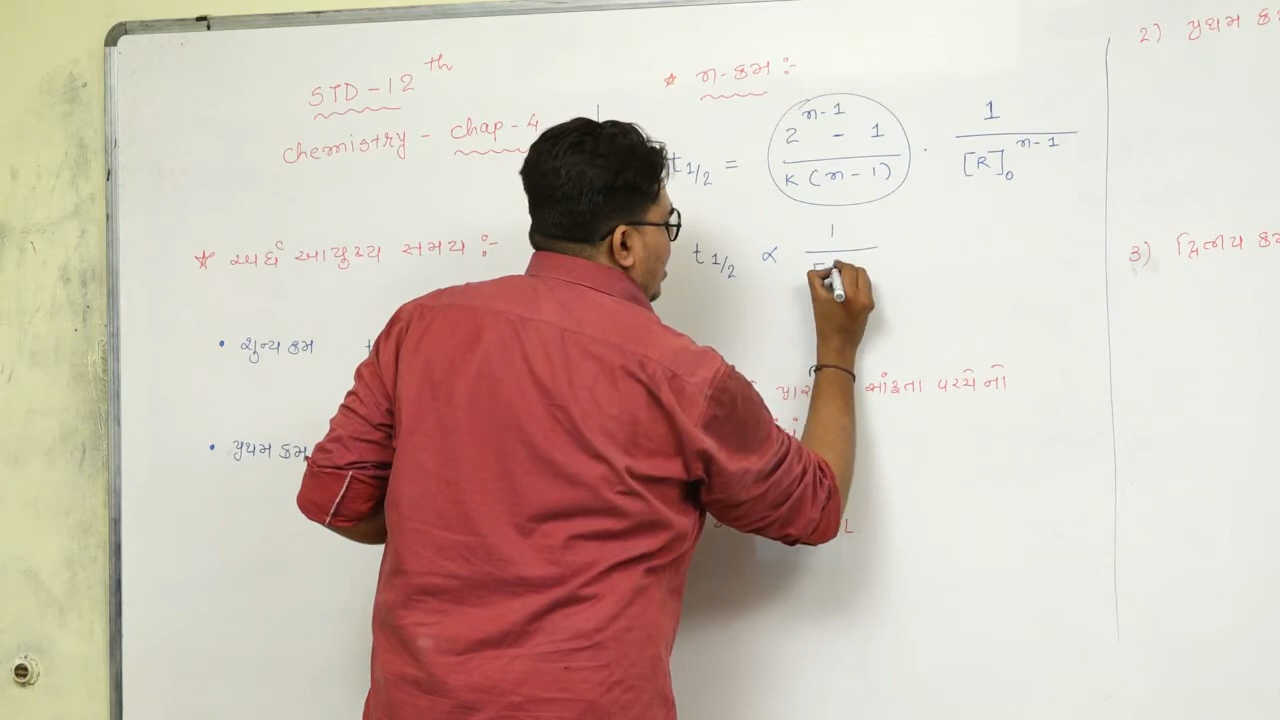 STD-12th
Chemistry - chap-4
* અર્ધ આયુષ્ય સમય :-
• શૂન્ય ક્રમ
• પ્રથમ ક્રમ
* n-ક્રમ :-
t1/2 = 2^(n-1) - 1 / K(n-1) · 1 / [R]0^(n-1)
t1/2 ∝ 1
સાંદ્રતા વચ્ચેનો
L.
2) પ્રથમ
3) દ્વિતીય